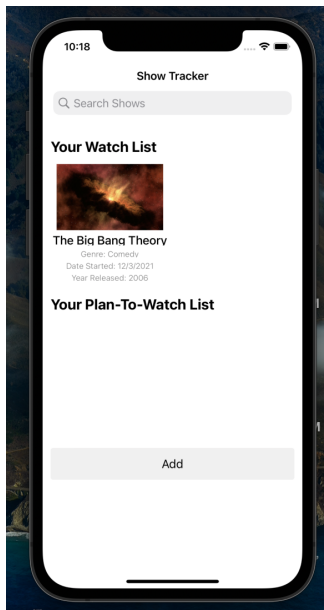 10:18
Show Tracker
Search Shows
Your Watch List
The Big Bang Theory
Genre: Comedy
Date Started: 12/3/2021
Year Released: 2006
Your Plan-To-Watch List
Add